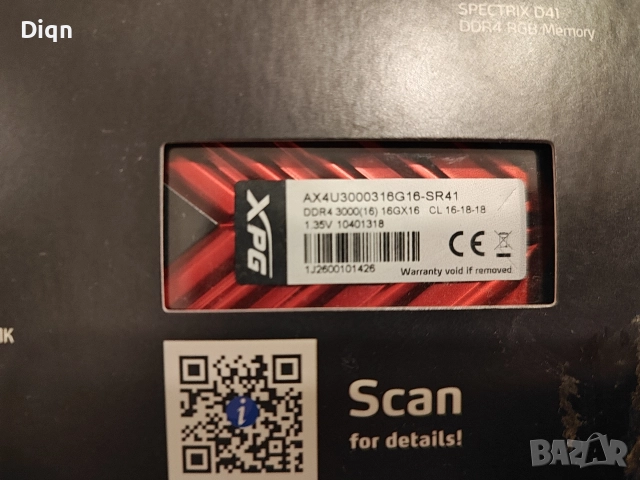 Diqn
SPECTRIX D41
DDR4 RGB Memory
XPG
AX4U3000316G16-SR41
DDR4 3000(16) 16GX16 CL 16-18-18
1.35V 10401318
1J2600101426
CE
Warranty void if removed
Scan
for details!
BAZAR